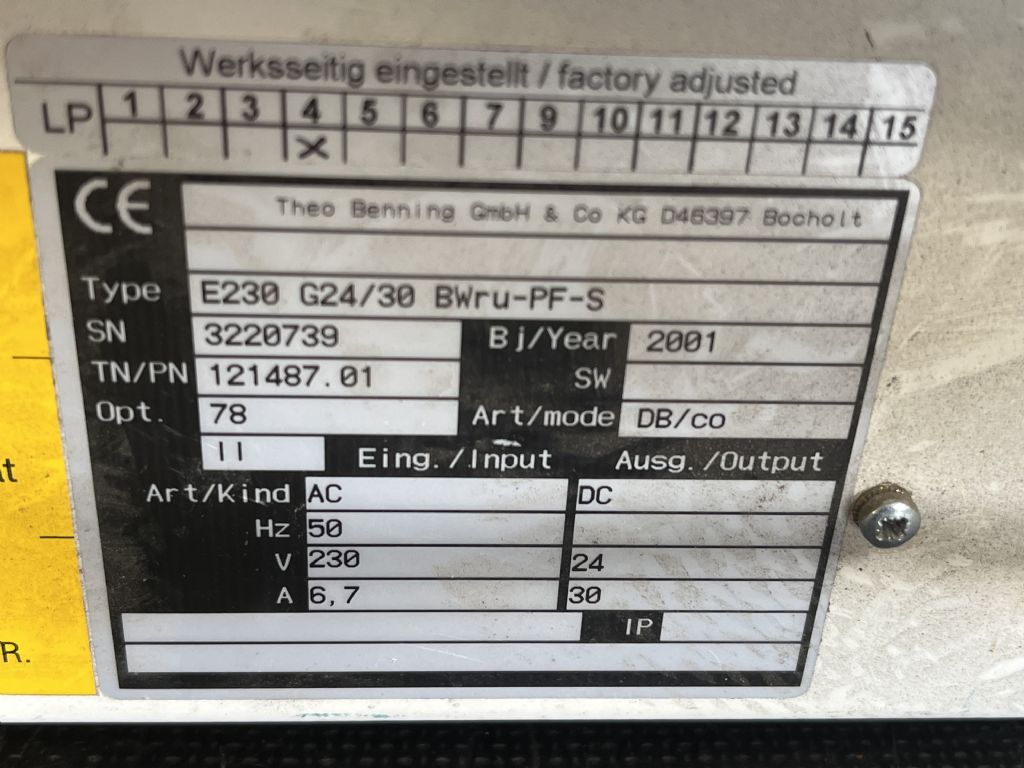 Werksseitig eingestellt / factory adjusted
LP 1 2 3 4 5 6 7 9 10 11 12 13 14 15
X
CE
Theo Benning GmbH & Co KG D46397 Bocholt
Type E230 G24/30 BWru-PF-S
SN 3220739 Bj/Year 2001
TN/PN 121487.01 SW
Opt. 78 Art/mode DB/co
II Eing./Input Ausg./Output
Art/Kind AC DC
Hz 50
V 230 24
A 6,7 30
IP
R.